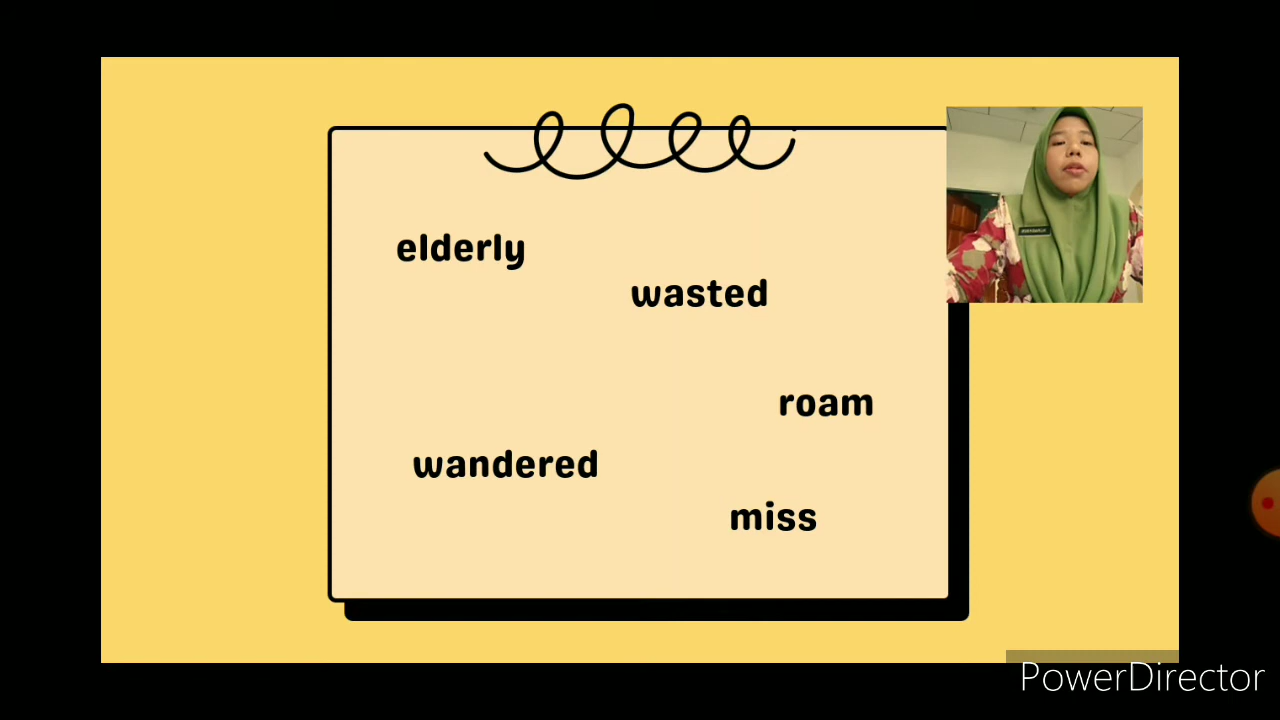 elderly
wasted
roam
wandered
miss
PowerDirector